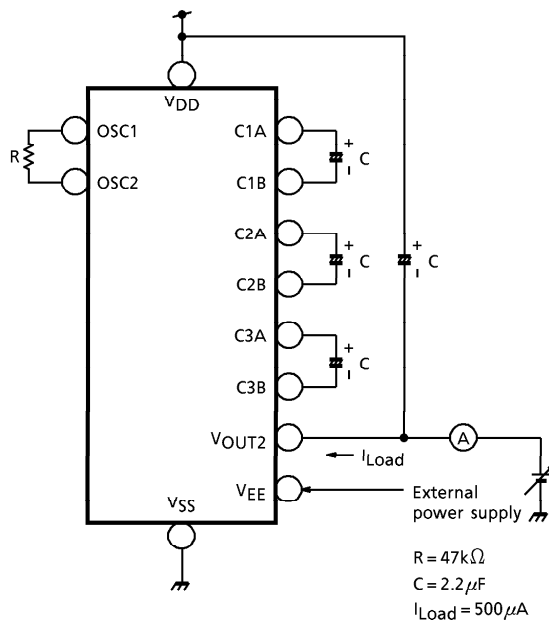 VDD
OSC1
OSC2
R
C1A
C1B
+
–
C
C2A
C2B
+
–
C
+
–
C
C3A
C3B
+
–
C
VOUT2
ILoad
A
VEE
External
power supply
VSS
R = 47kΩ
C = 2.2μF
ILoad = 500μA